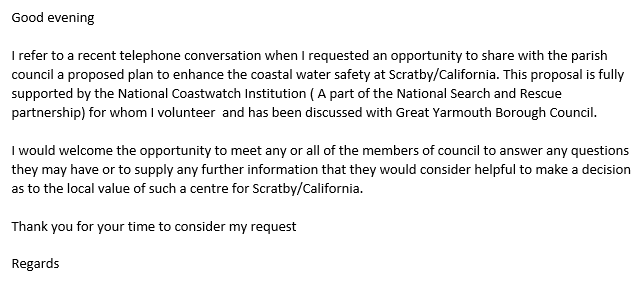 Good evening
I refer to a recent telephone conversation when I requested an opportunity to share with the parish
council a proposed plan to enhance the coastal water safety at Scratby/California. This proposal is fully
supported by the National Coastwatch Institution ( A part of the National Search and Rescue
partnership) for whom I volunteer  and has been discussed with Great Yarmouth Borough Council.
I would welcome the opportunity to meet any or all of the members of council to answer any questions
they may have or to supply any further information that they would consider helpful to make a decision
as to the local value of such a centre for Scratby/California.
Thank you for your time to consider my request
Regards